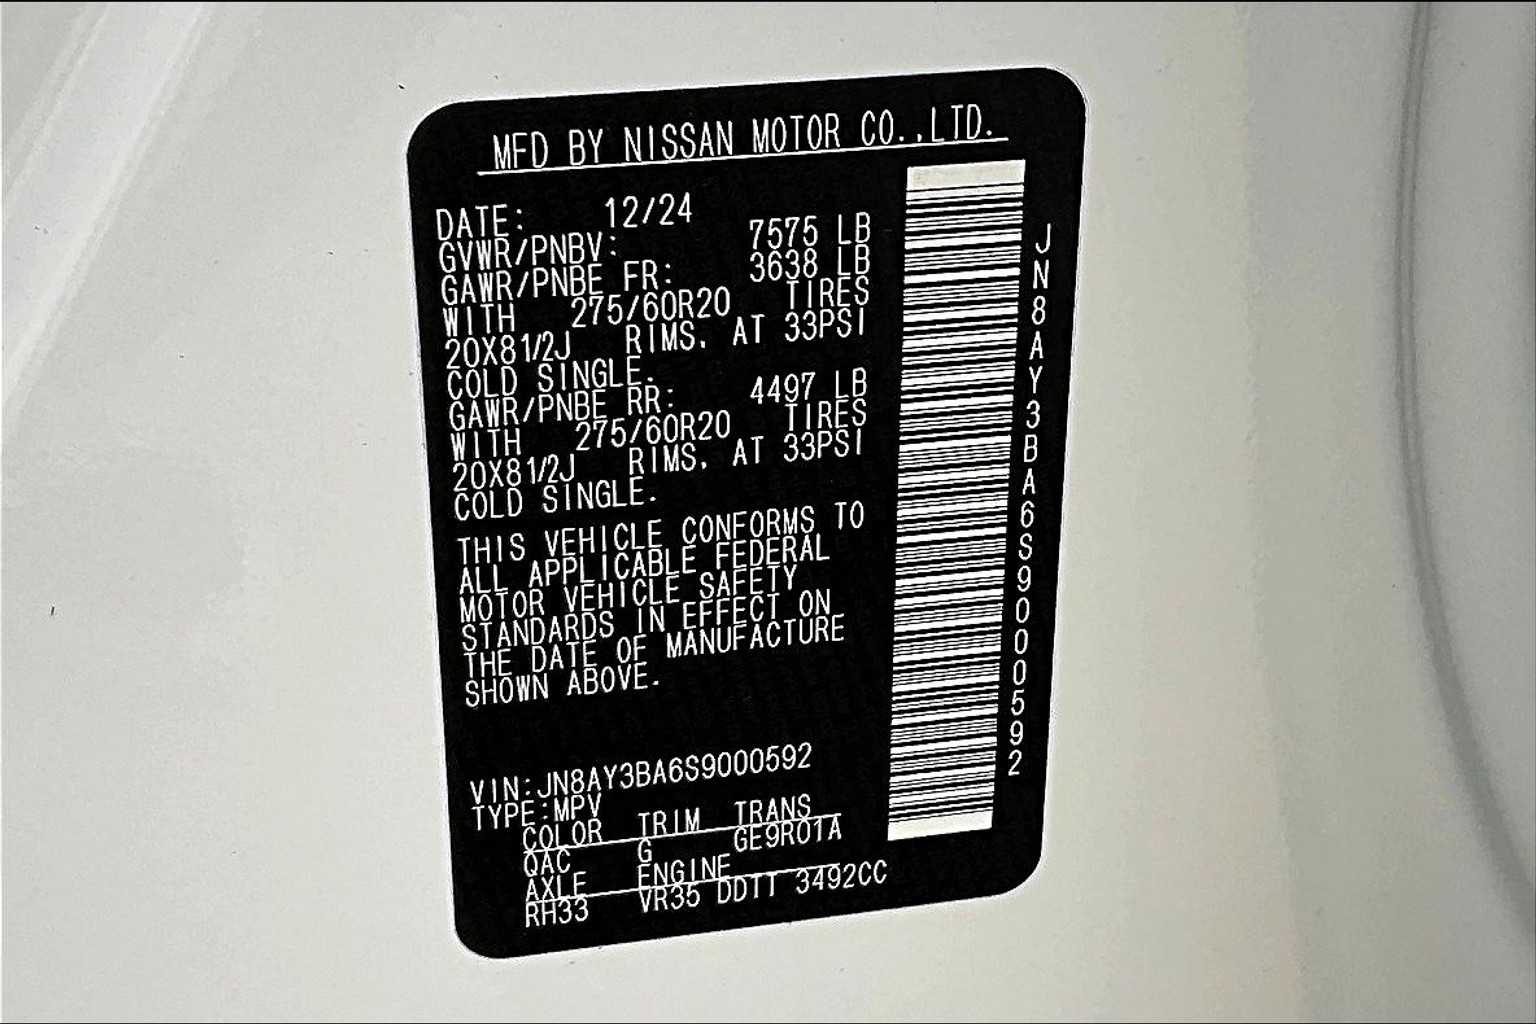 MFD BY NISSAN MOTOR CO.,LTD.
DATE: 12/24
GVWR/PNBV: 7575 LB
GAWR/PNBE FR: 3638 LB
WITH 275/60R20 TIRES
20X81/2J RIMS, AT 33PSI
COLD SINGLE.
GAWR/PNBE RR: 4497 LB
WITH 275/60R20 TIRES
20X81/2J RIMS, AT 33PSI
COLD SINGLE.
THIS VEHICLE CONFORMS TO
ALL APPLICABLE FEDERAL
MOTOR VEHICLE SAFETY
STANDARDS IN EFFECT ON
THE DATE OF MANUFACTURE
SHOWN ABOVE.
VIN:JN8AY3BA6S9000592
TYPE:MPV
COLOR TRIM TRANS
QAC G GE9R01A
AXLE ENGINE
RH33 VR35 DDTT 3492CC
JN8AY3BA6S9000592